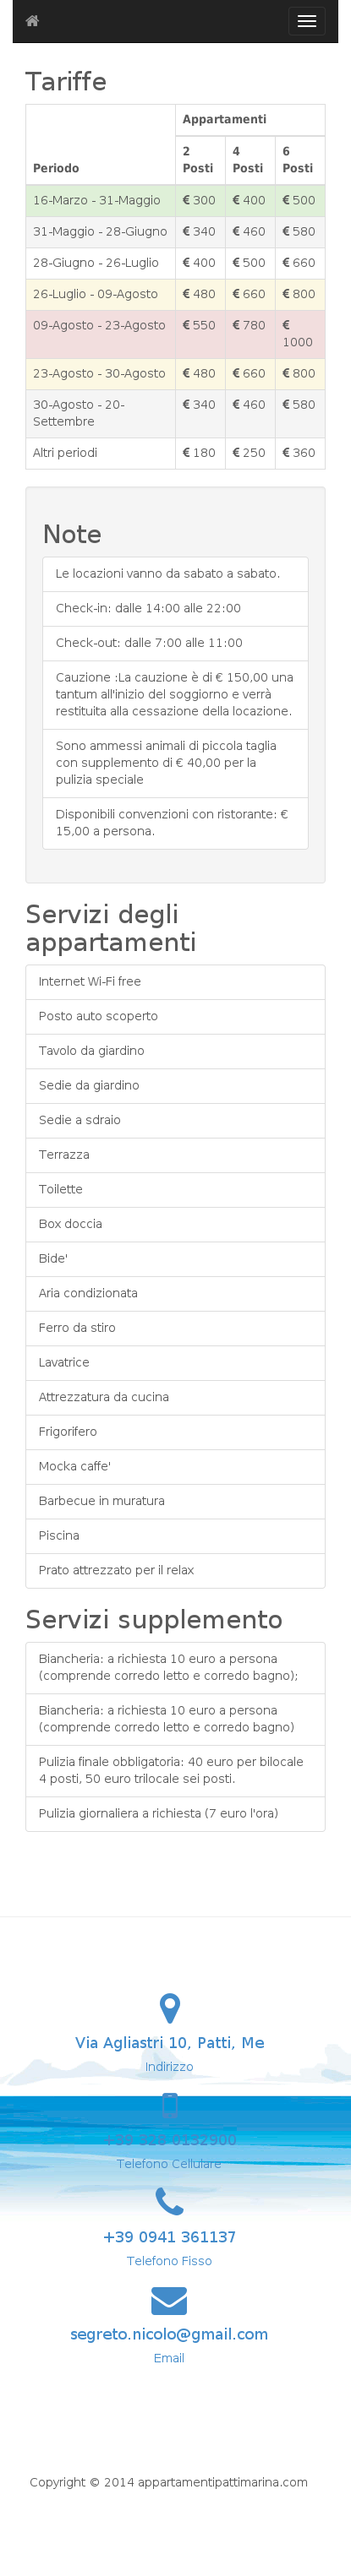 Tariffe
Appartamenti
Periodo
2 Posti
4 Posti
6 Posti
16-Marzo - 31-Maggio € 300 € 400 € 500
31-Maggio - 28-Giugno € 340 € 460 € 580
28-Giugno - 26-Luglio € 400 € 500 € 660
26-Luglio - 09-Agosto € 480 € 660 € 800
09-Agosto - 23-Agosto € 550 € 780 € 1000
23-Agosto - 30-Agosto € 480 € 660 € 800
30-Agosto - 20-Settembre € 340 € 460 € 580
Altri periodi € 180 € 250 € 360
Note
Le locazioni vanno da sabato a sabato.
Check-in: dalle 14:00 alle 22:00
Check-out: dalle 7:00 alle 11:00
Cauzione :La cauzione è di € 150,00 una
tantum all'inizio del soggiorno e verrà
restituita alla cessazione della locazione.
Sono ammessi animali di piccola taglia
con supplemento di € 40,00 per la
pulizia speciale
Disponibili convenzioni con ristorante: €
15,00 a persona.
Servizi degli
appartamenti
Internet Wi-Fi free
Posto auto scoperto
Tavolo da giardino
Sedie da giardino
Sedie a sdraio
Terrazza
Toilette
Box doccia
Bide'
Aria condizionata
Ferro da stiro
Lavatrice
Attrezzatura da cucina
Frigorifero
Mocka caffe'
Barbecue in muratura
Piscina
Prato attrezzato per il relax
Servizi supplemento
Biancheria: a richiesta 10 euro a persona
(comprende corredo letto e corredo bagno);
Biancheria: a richiesta 10 euro a persona
(comprende corredo letto e corredo bagno)
Pulizia finale obbligatoria: 40 euro per bilocale
4 posti, 50 euro trilocale sei posti.
Pulizia giornaliera a richiesta (7 euro l'ora)
Via Agliastri 10, Patti, Me
Indirizzo
Telefono Cellulare
+39 0941 361137
Telefono Fisso
segreto.nicolo@gmail.com
Email
Copyright © 2014 appartamentipattimarina.com